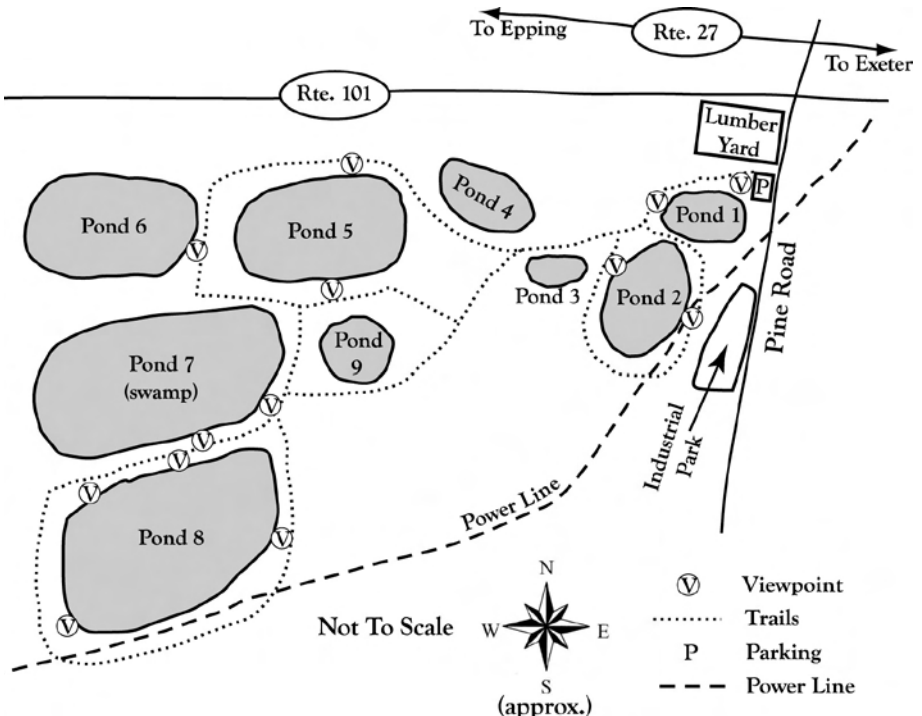 To Epping
Rte. 27
To Exeter
Rte. 101
Lumber
Yard
V
V
P
V
Pond 4
Pond 1
Pond 6
Pond 5
V
V
Pond 3
V
Pond 2
V
Pine Road
Pond 7
(swamp)
Pond
9
V
V
V
V
Industrial
Park
Power Line
Pond 8
V
V
Not To Scale
N
W
E
S
(approx.)
V Viewpoint
Trails
P Parking
Power Line